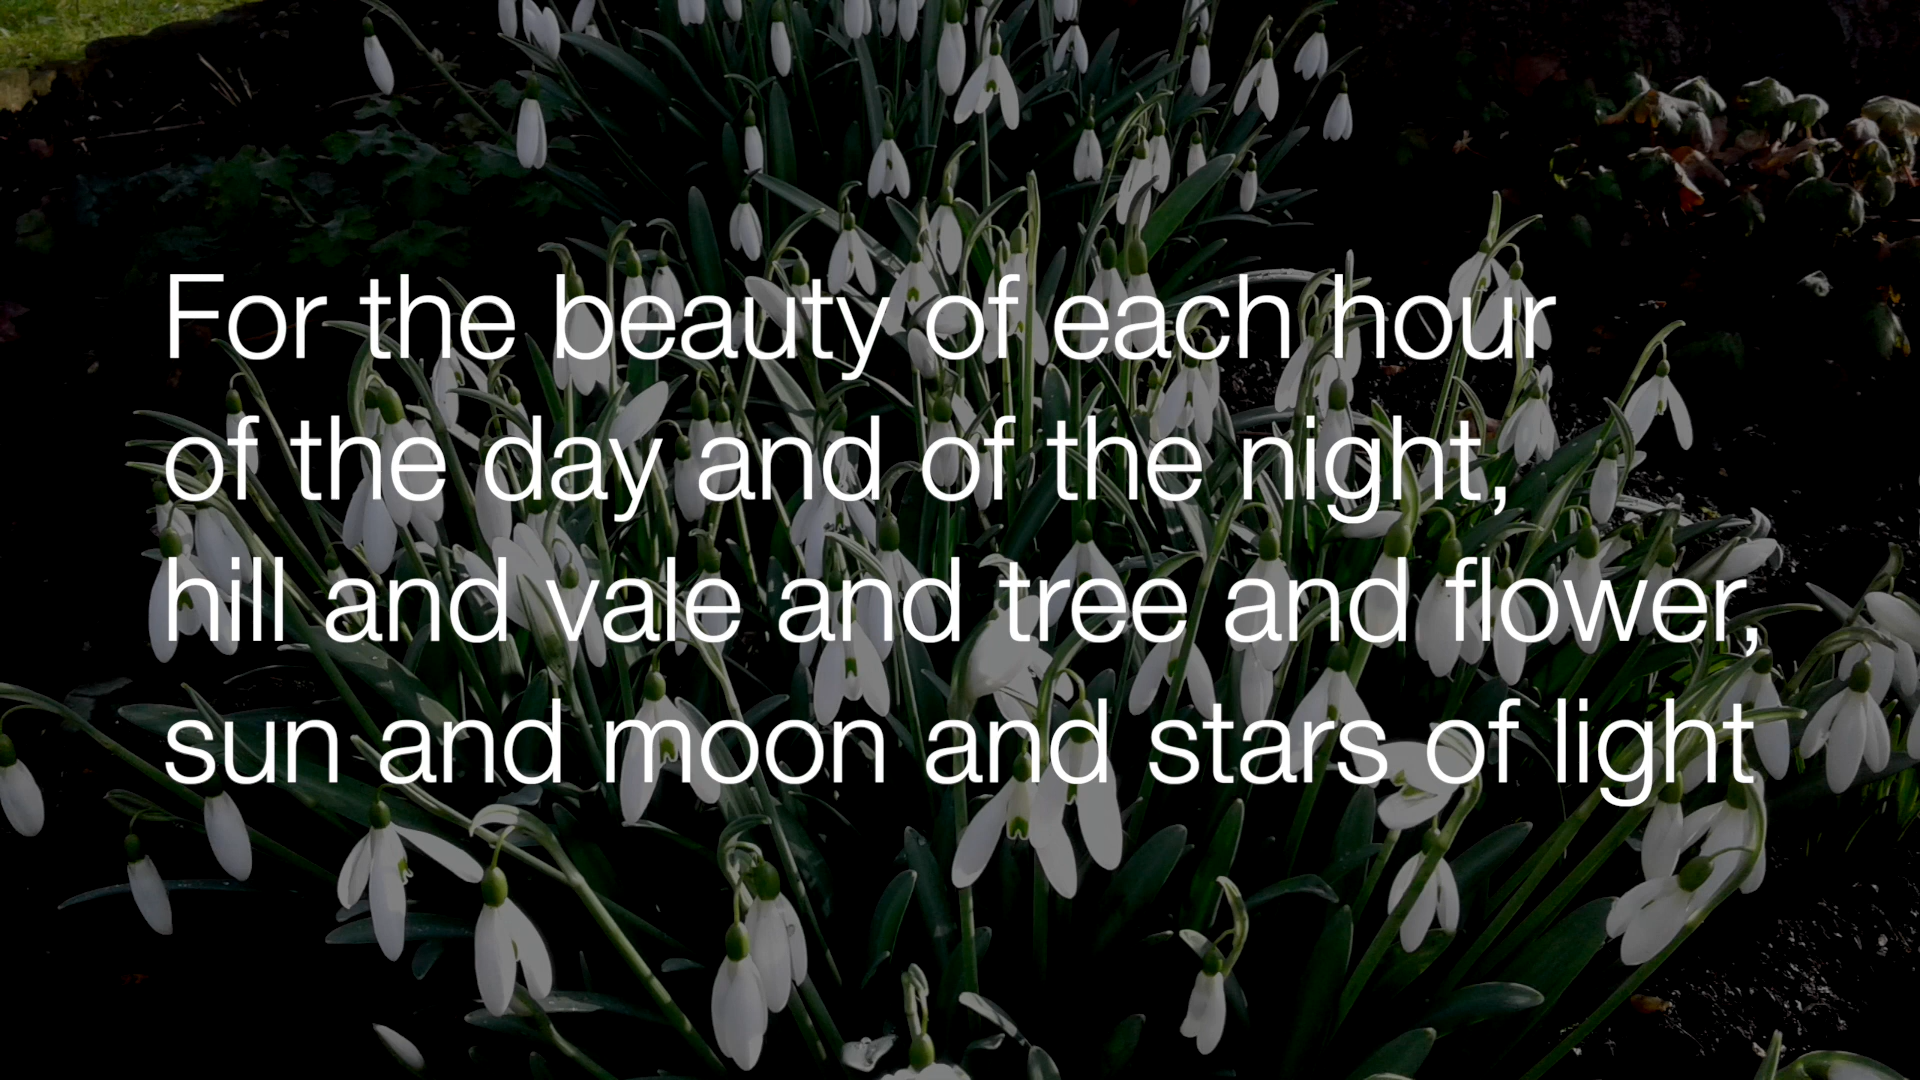 For the beauty of each hour
of the day and of the night,
hill and vale and tree and flower,
sun and moon and stars of light